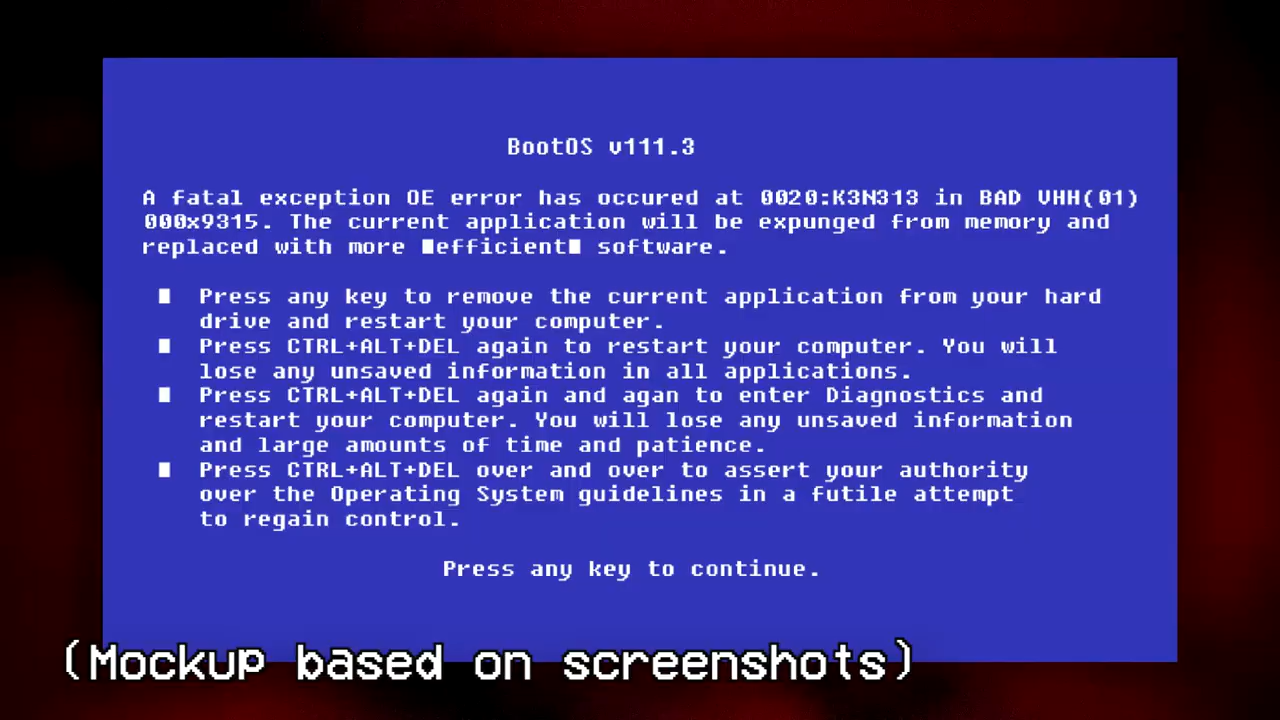 BootOS v111.3
A fatal exception OE error has occured at 0020:K3N313 in BAD VHH(01)
000x9315. The current application will be expunged from memory and
replaced with more ■efficient■ software.
■ Press any key to remove the current application from your hard
drive and restart your computer.
■ Press CTRL+ALT+DEL again to restart your computer. You will
lose any unsaved information in all applications.
■ Press CTRL+ALT+DEL again and agan to enter Diagnostics and
restart your computer. You will lose any unsaved information
and large amounts of time and patience.
■ Press CTRL+ALT+DEL over and over to assert your authority
over the Operating System guidelines in a futile attempt
to regain control.
Press any key to continue.
(Mockup based on screenshots)